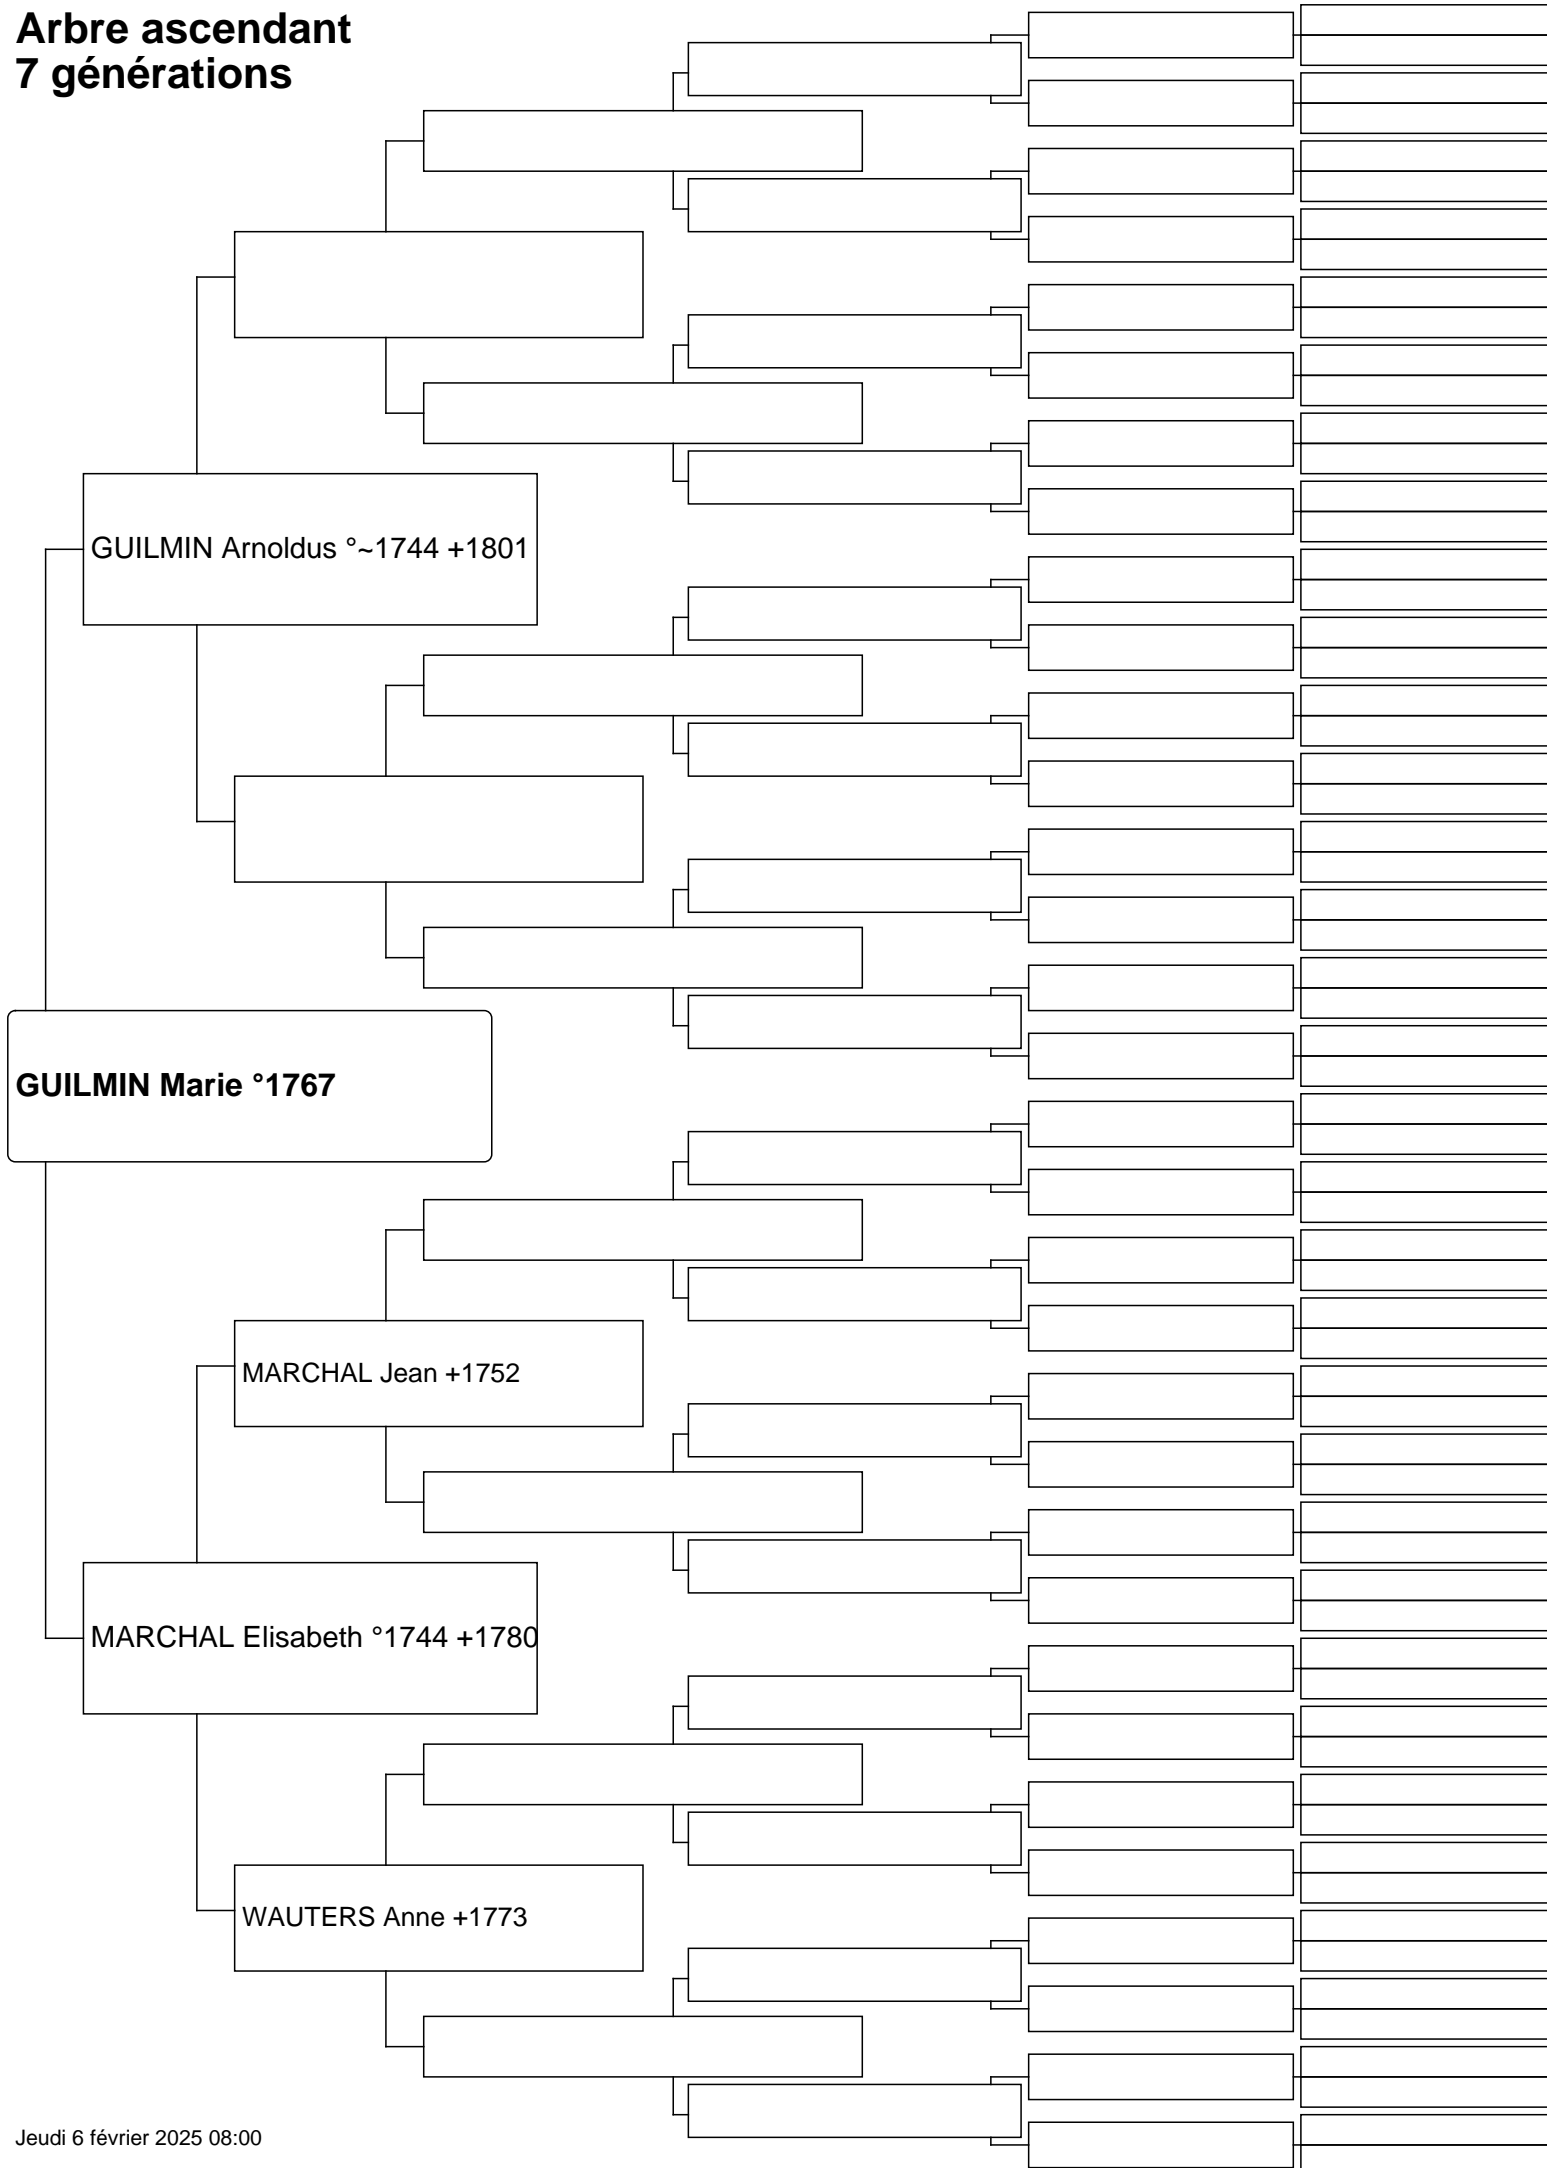 Arbre ascendant
7 générations
GUILMIN Arnoldus °~1744 +1801
GUILMIN Marie °1767
MARCHAL Jean +1752
MARCHAL Elisabeth °1744 +1780
WAUTERS Anne +1773
Jeudi 6 février 2025 08:00